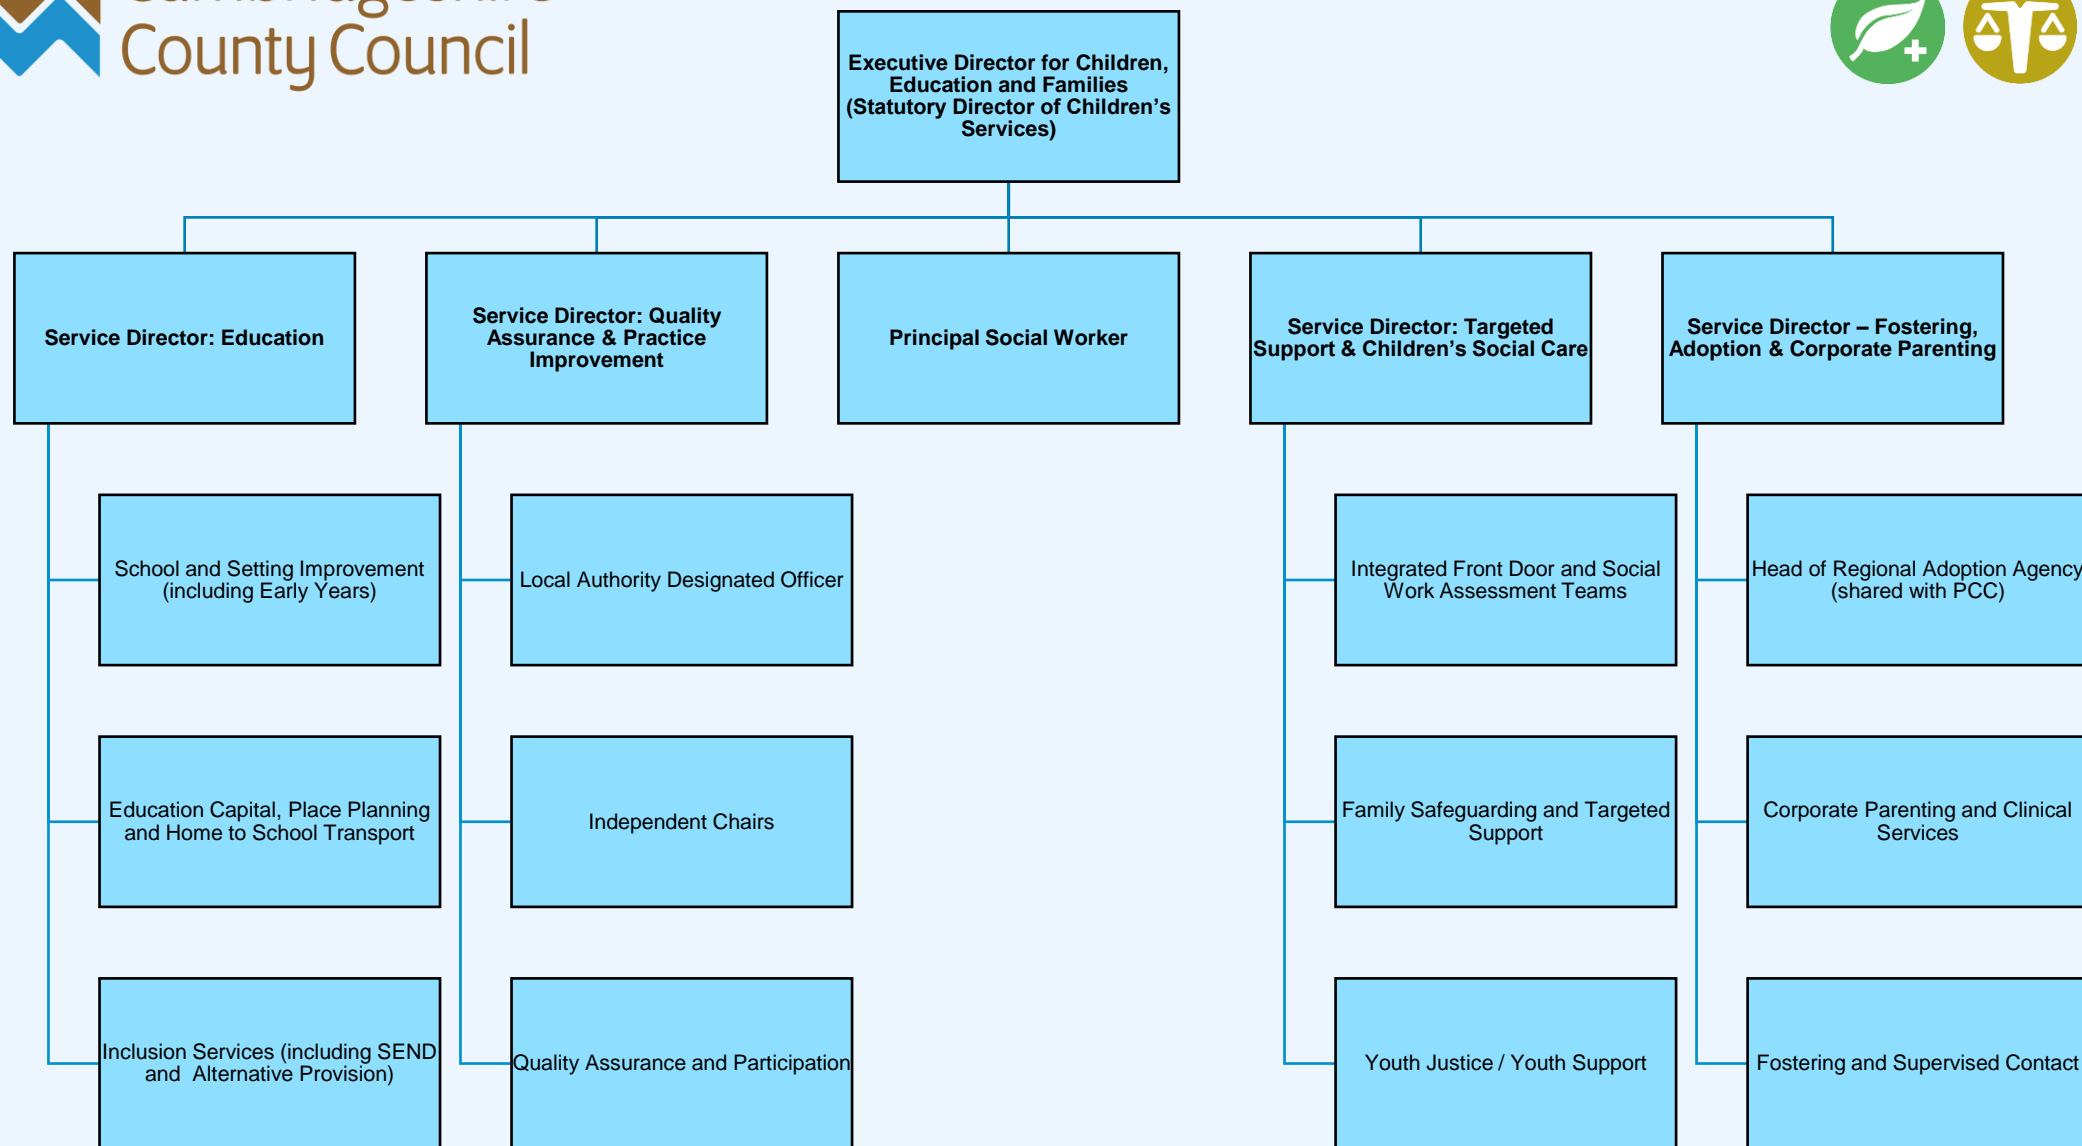 County Council
Executive Director for Children,
Education and Families
(Statutory Director of Children's
Services)
Service Director: Education
Service Director: Quality
Assurance & Practice
Improvement
Principal Social Worker
Service Director: Targeted
Support & Children's Social Care
Service Director – Fostering,
Adoption & Corporate Parenting
School and Setting Improvement
(including Early Years)
Local Authority Designated Officer
Integrated Front Door and Social
Work Assessment Teams
Head of Regional Adoption Agency
(shared with PCC)
Education Capital, Place Planning
and Home to School Transport
Independent Chairs
Family Safeguarding and Targeted
Support
Corporate Parenting and Clinical
Services
Inclusion Services (including SEND
and  Alternative Provision)
Quality Assurance and Participation
Youth Justice / Youth Support
Fostering and Supervised Contact